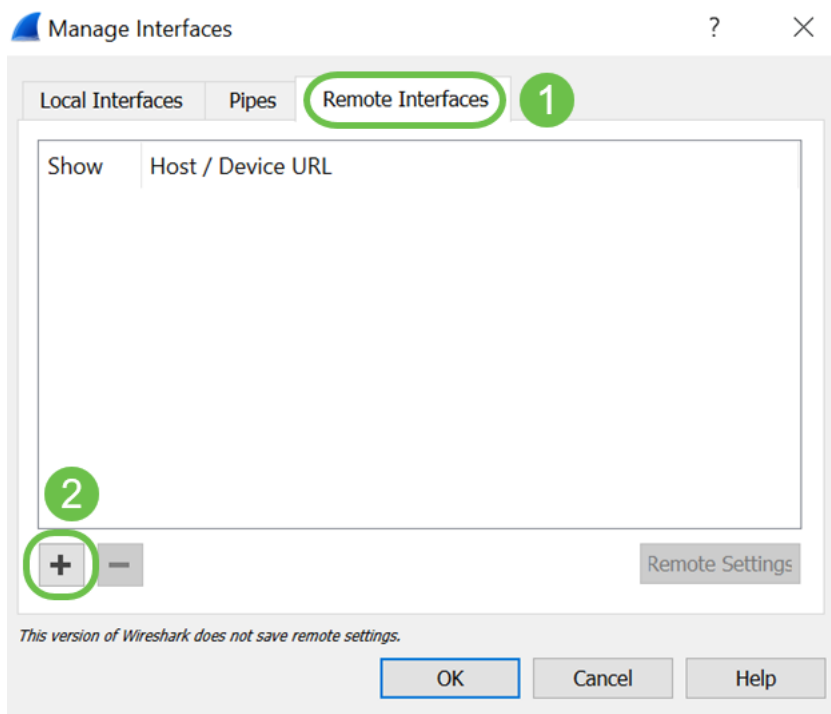 Manage Interfaces ? ×
Local Interfaces Pipes Remote Interfaces 1
Show Host / Device URL
2
+ −
Remote Settings
This version of Wireshark does not save remote settings.
OK Cancel Help